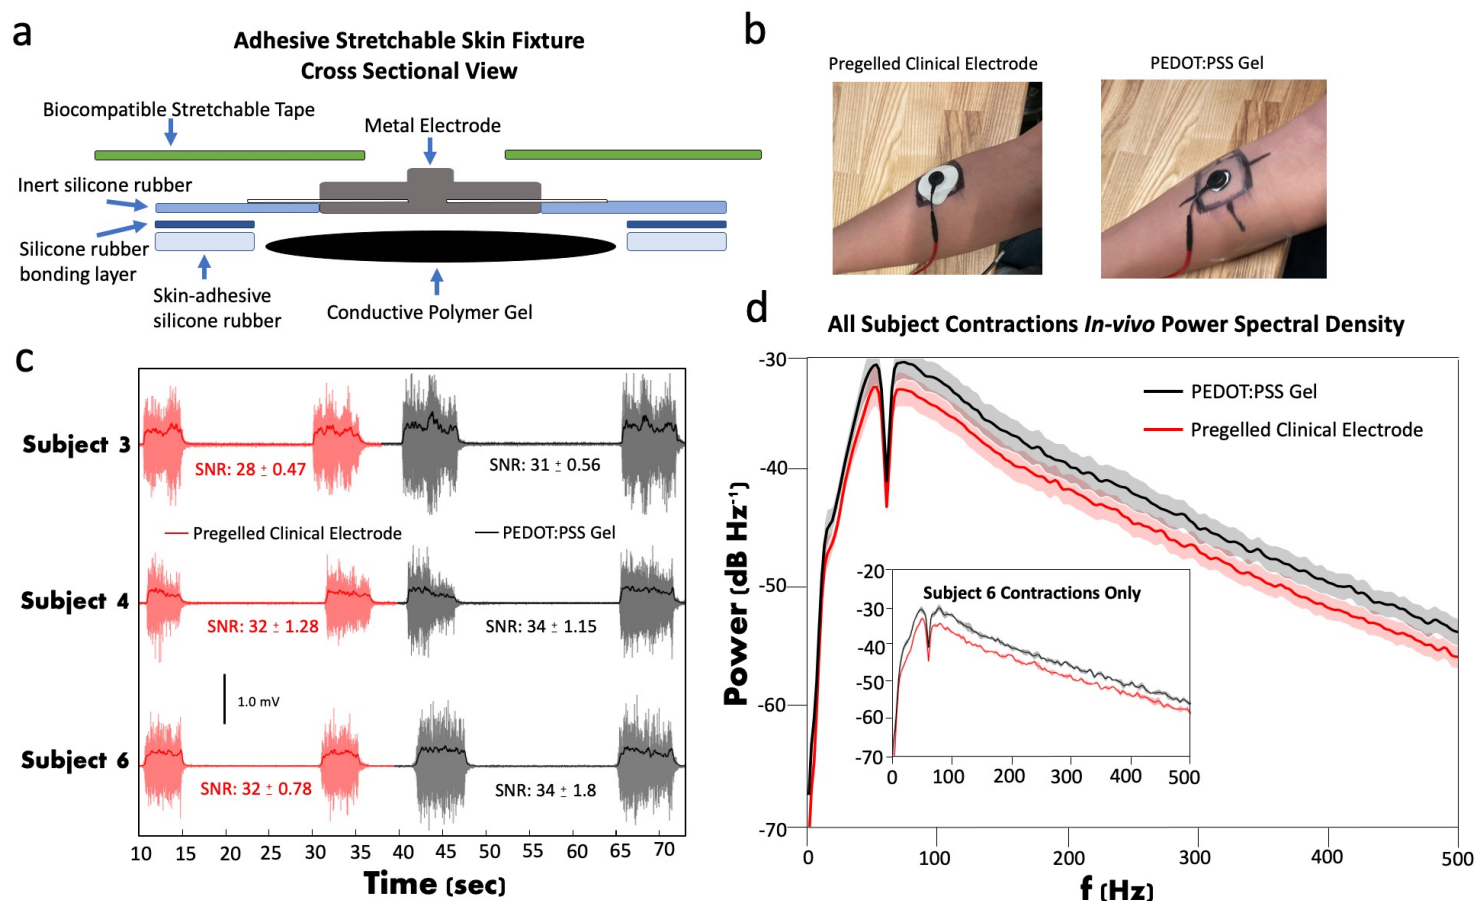 a
Adhesive Stretchable Skin Fixture
Cross Sectional View
Biocompatible Stretchable Tape
Metal Electrode
Inert silicone rubber
Silicone rubber
bonding layer
Skin-adhesive
silicone rubber
Conductive Polymer Gel
b
Pregelled Clinical Electrode
PEDOT:PSS Gel
c
Subject 3
SNR: 28 ± 0.47
SNR: 31 ± 0.56
Pregelled Clinical Electrode
PEDOT:PSS Gel
Subject 4
SNR: 32 ± 1.28
SNR: 34 ± 1.15
1.0 mV
Subject 6
SNR: 32 ± 0.78
SNR: 34 ± 1.8
10 15 20 25 30 35 40 45 50 55 60 65 70
Time (sec)
d
All Subject Contractions In-vivo Power Spectral Density
PEDOT:PSS Gel
Pregelled Clinical Electrode
Power (dB Hz⁻¹)
-30
-40
-50
-60
-70
0 100 200 300 400 500
f (Hz)
Subject 6 Contractions Only
-20
-30
-40
-50
-60
-70
0 100 200 300 400 500